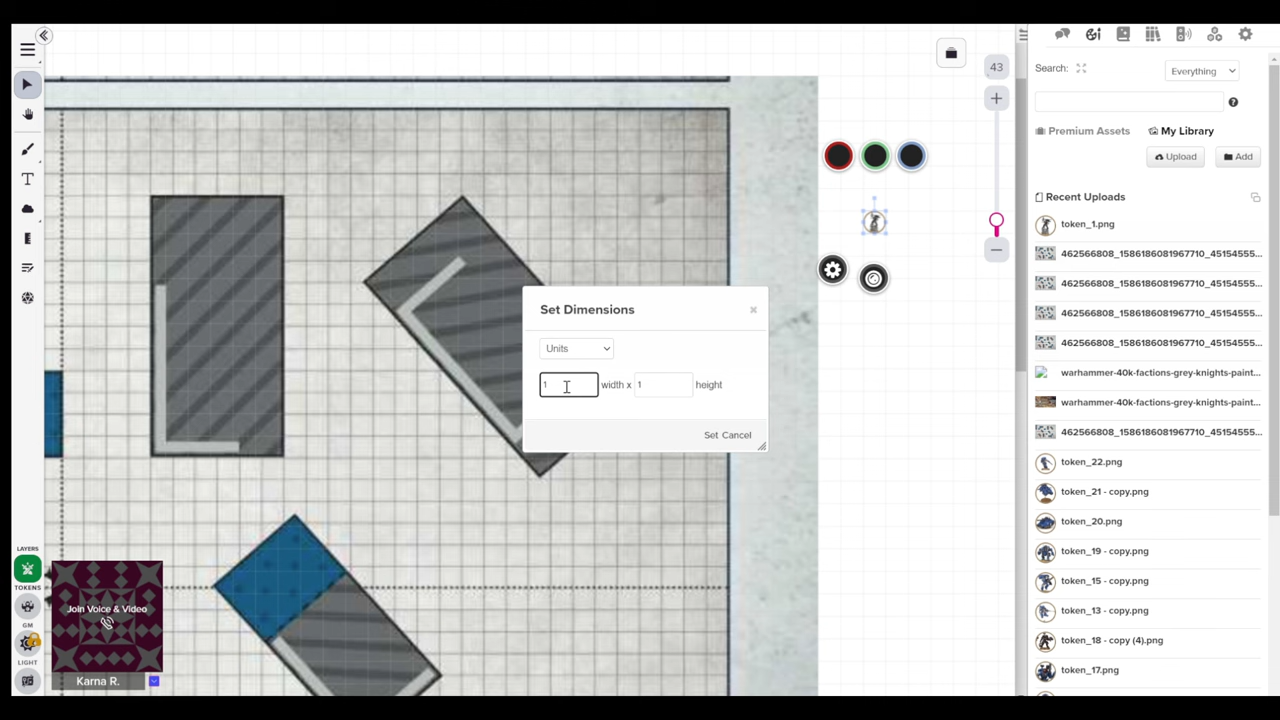 43
Search:
Everything
Premium Assets
My Library
Upload
Add
Recent Uploads
token_1.png
462566808_1586186081967710_45154555...
462566808_1586186081967710_45154555...
462566808_1586186081967710_45154555...
462566808_1586186081967710_45154555...
warhammer-40k-factions-grey-knights-paint...
warhammer-40k-factions-grey-knights-paint...
462566808_1586186081967710_45154555...
token_22.png
token_21 - copy.png
token_20.png
token_19 - copy.png
token_15 - copy.png
token_13 - copy.png
token_18 - copy (4).png
token_17.png
Set Dimensions
Units
1 width x 1 height
Set Cancel
LAYERS
TOKENS
GM
LIGHT
Join Voice & Video
Karna R.